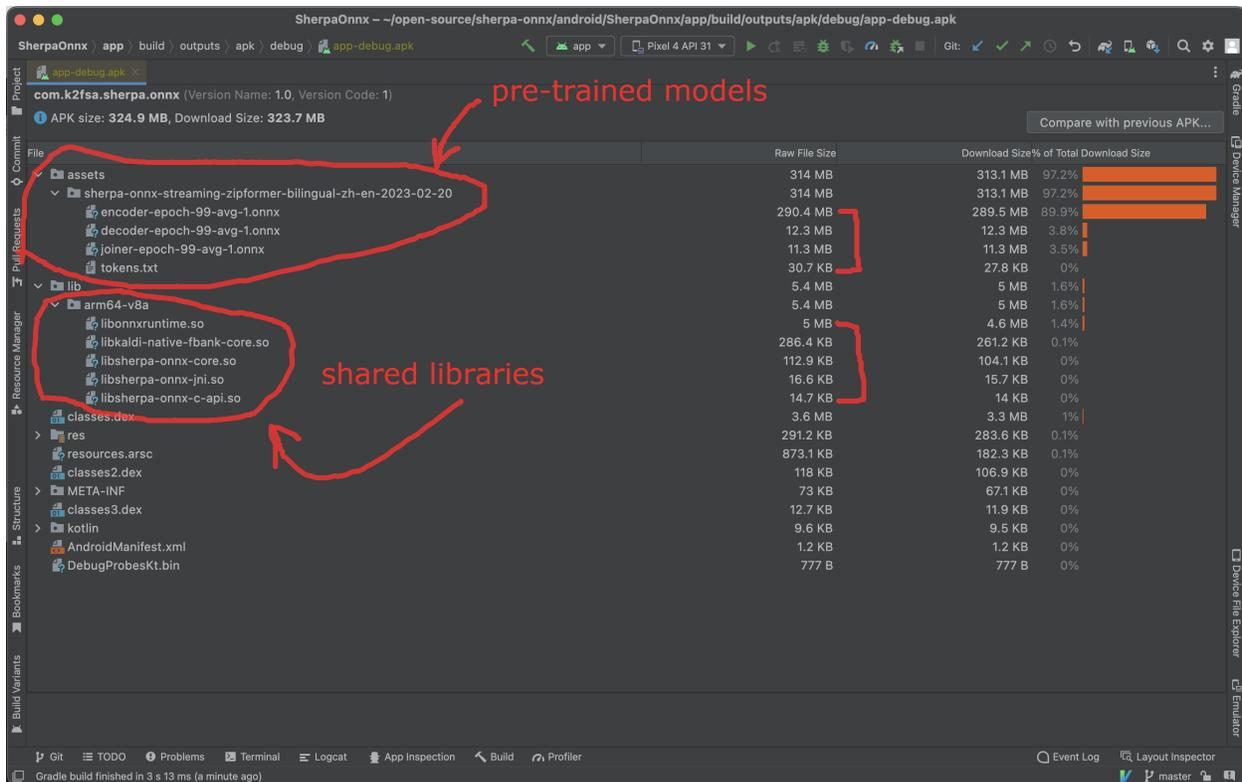 SherpaOnnx – ~/open-source/sherpa-onnx/android/SherpaOnnx/app/build/outputs/apk/debug/app-debug.apk
SherpaOnnx app build outputs apk debug app-debug.apk app Pixel 4 API 31 Git:
app-debug.apk
com.k2fsa.sherpa.onnx (Version Name: 1.0, Version Code: 1)
pre-trained models
APK size: 324.9 MB, Download Size: 323.7 MB
Compare with previous APK...
File Raw File Size Download Size % of Total Download Size
assets 314 MB 313.1 MB 97.2%
sherpa-onnx-streaming-zipformer-bilingual-zh-en-2023-02-20 314 MB 313.1 MB 97.2%
encoder-epoch-99-avg-1.onnx 290.4 MB 289.5 MB 89.9%
decoder-epoch-99-avg-1.onnx 12.3 MB 12.3 MB 3.8%
joiner-epoch-99-avg-1.onnx 11.3 MB 11.3 MB 3.5%
tokens.txt 30.7 KB 27.8 KB 0%
lib 5.4 MB 5 MB 1.6%
arm64-v8a 5.4 MB 5 MB 1.6%
libonnxruntime.so 5 MB 4.6 MB 1.4%
libkaldi-native-fbank-core.so 286.4 KB 261.2 KB 0.1%
libsherpa-onnx-core.so 112.9 KB 104.1 KB 0%
libsherpa-onnx-jni.so 16.6 KB 15.7 KB 0%
shared libraries
libsherpa-onnx-c-api.so 14.7 KB 14 KB 0%
classes.dex 3.6 MB 3.3 MB 1%
res 291.2 KB 283.6 KB 0.1%
resources.arsc 873.1 KB 182.3 KB 0.1%
classes2.dex 118 KB 106.9 KB 0%
META-INF 73 KB 67.1 KB 0%
classes3.dex 12.7 KB 11.9 KB 0%
kotlin 9.6 KB 9.5 KB 0%
AndroidManifest.xml 1.2 KB 1.2 KB 0%
DebugProbesKt.bin 777 B 777 B 0%
Project
Commit
Pull Requests
Resource Manager
Structure
Bookmarks
Build Variants
Gradle
Device Manager
Device File Explorer
Emulator
Git TODO Problems Terminal Logcat App Inspection Build Profiler Event Log Layout Inspector
Gradle build finished in 3 s 13 ms (a minute ago) master